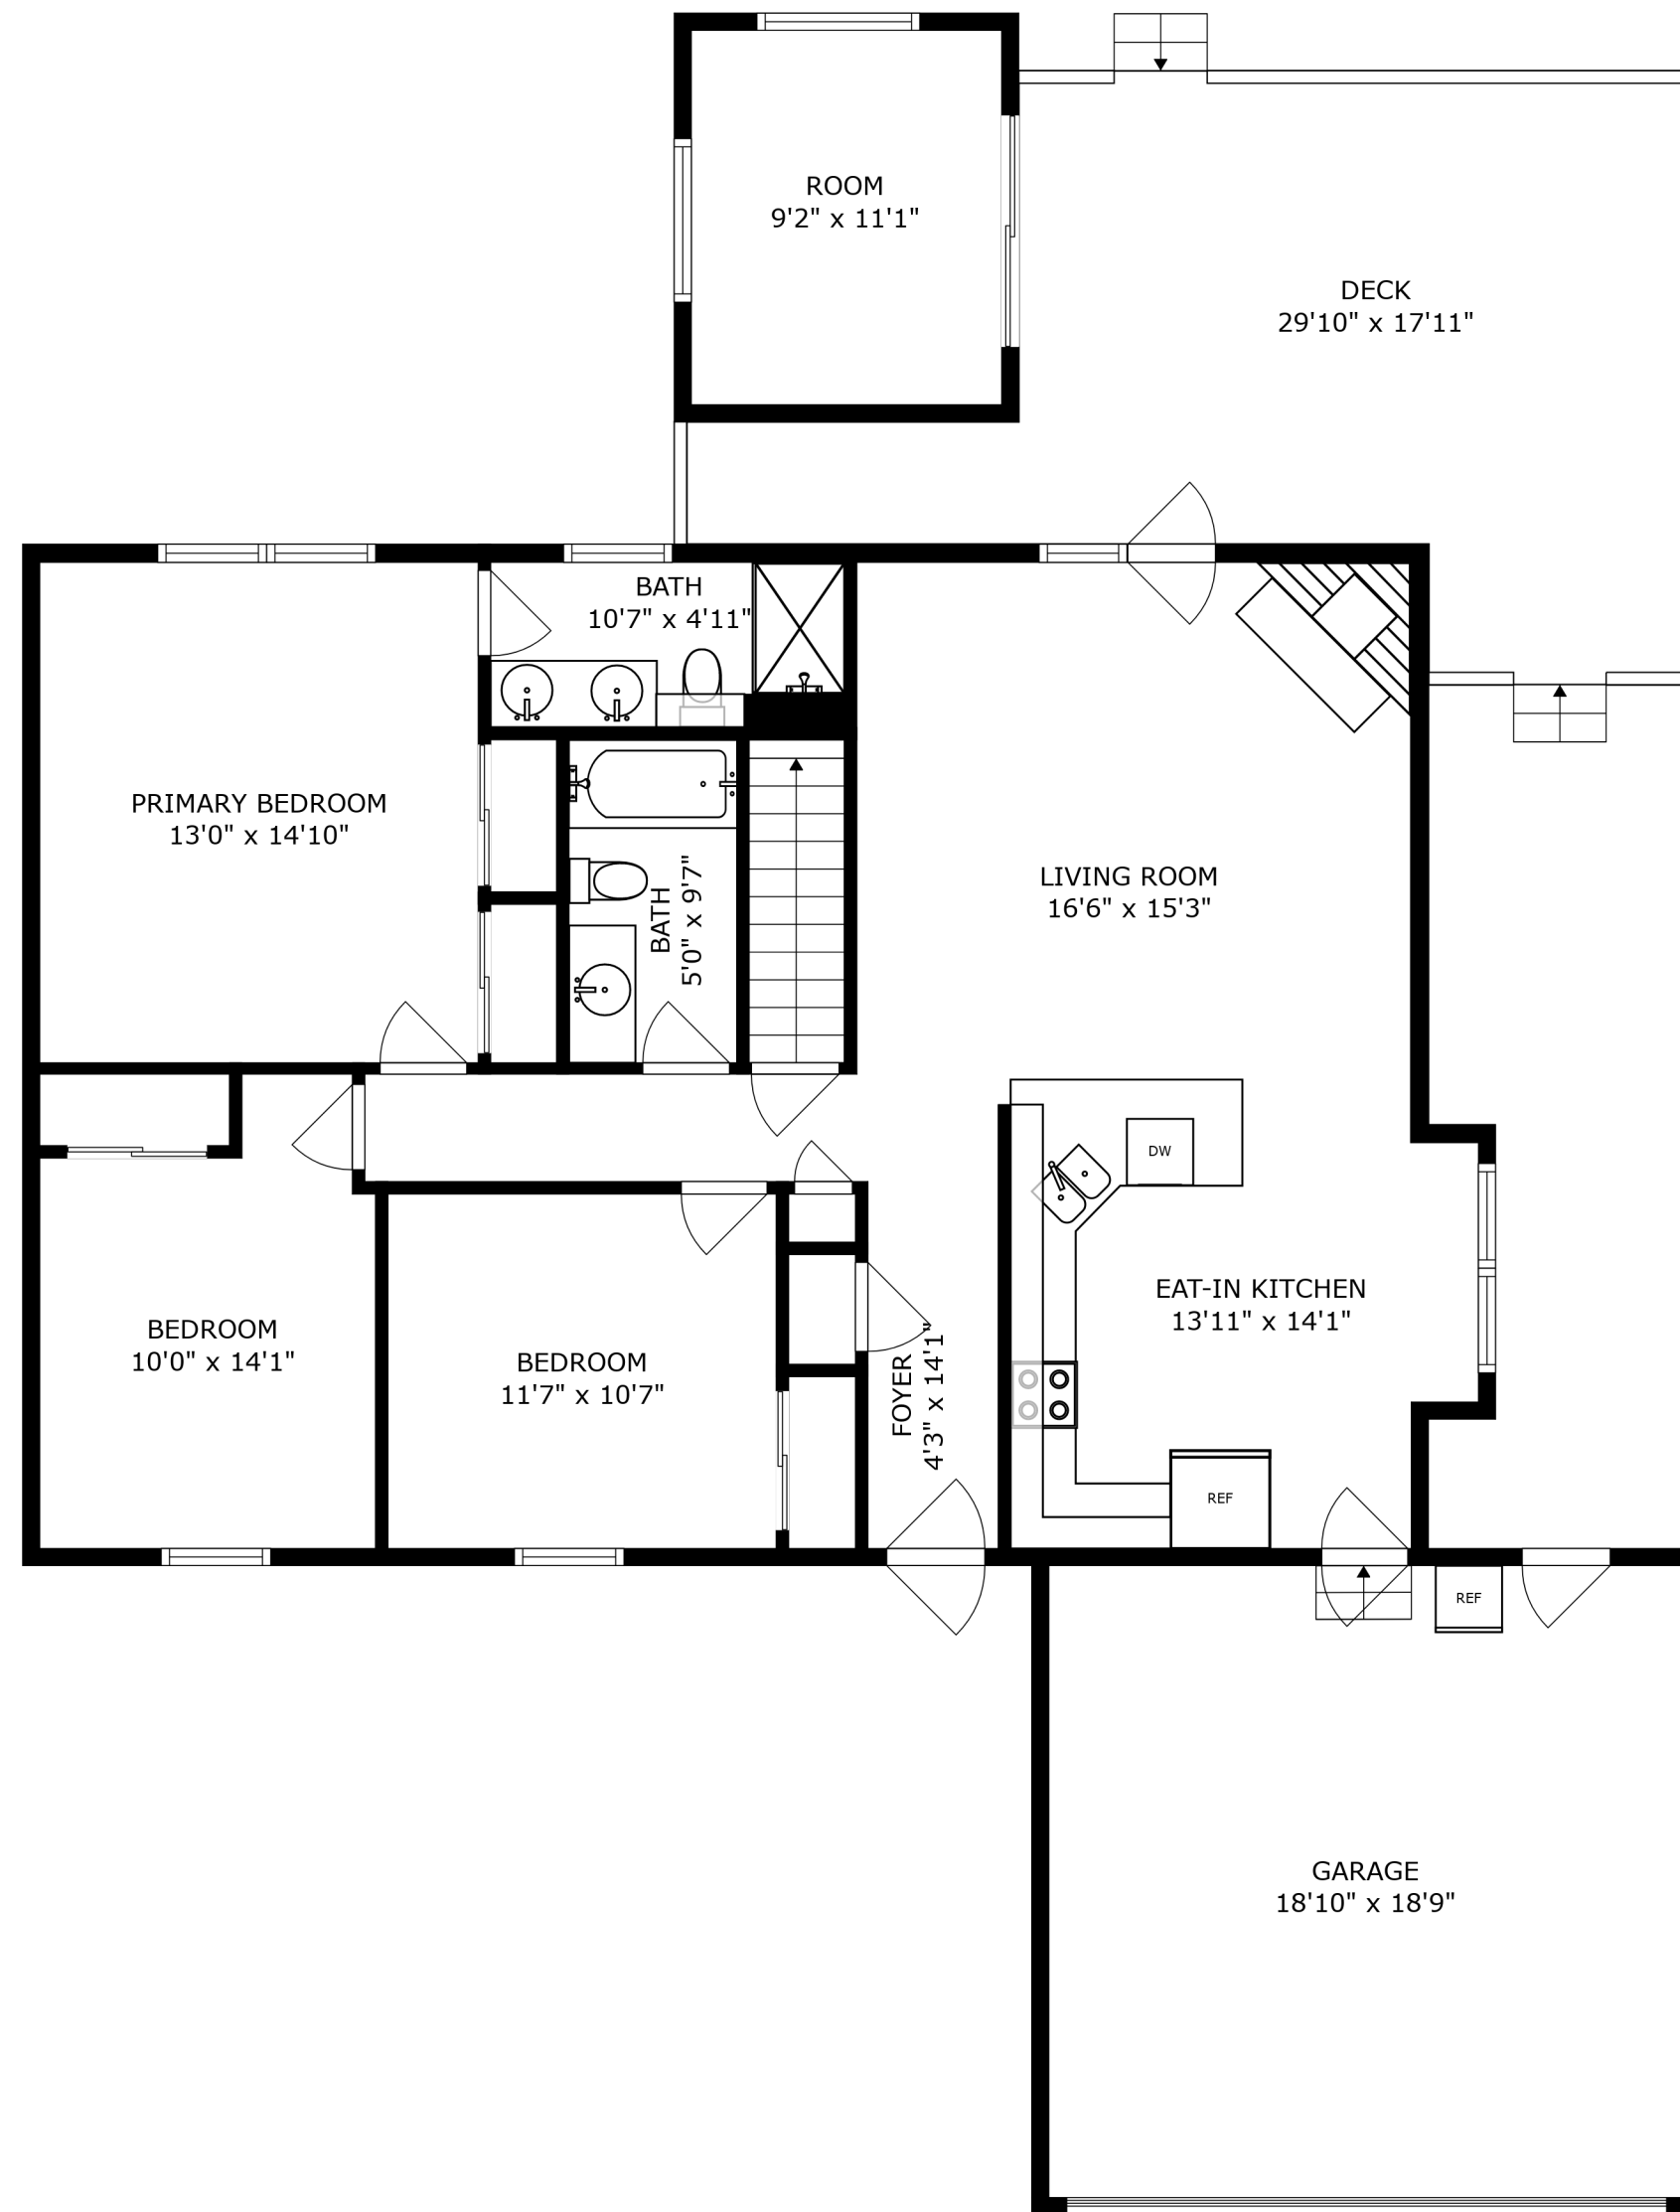 ROOM
9'2" x 11'1"
DECK
29'10" x 17'11"
BATH
10'7" x 4'11"
PRIMARY BEDROOM
13'0" x 14'10"
BATH
5'0" x 9'7"
LIVING ROOM
16'6" x 15'3"
DW
EAT-IN KITCHEN
13'11" x 14'1"
BEDROOM
10'0" x 14'1"
BEDROOM
11'7" x 10'7"
FOYER
4'3" x 14'1"
REF
REF
GARAGE
18'10" x 18'9"